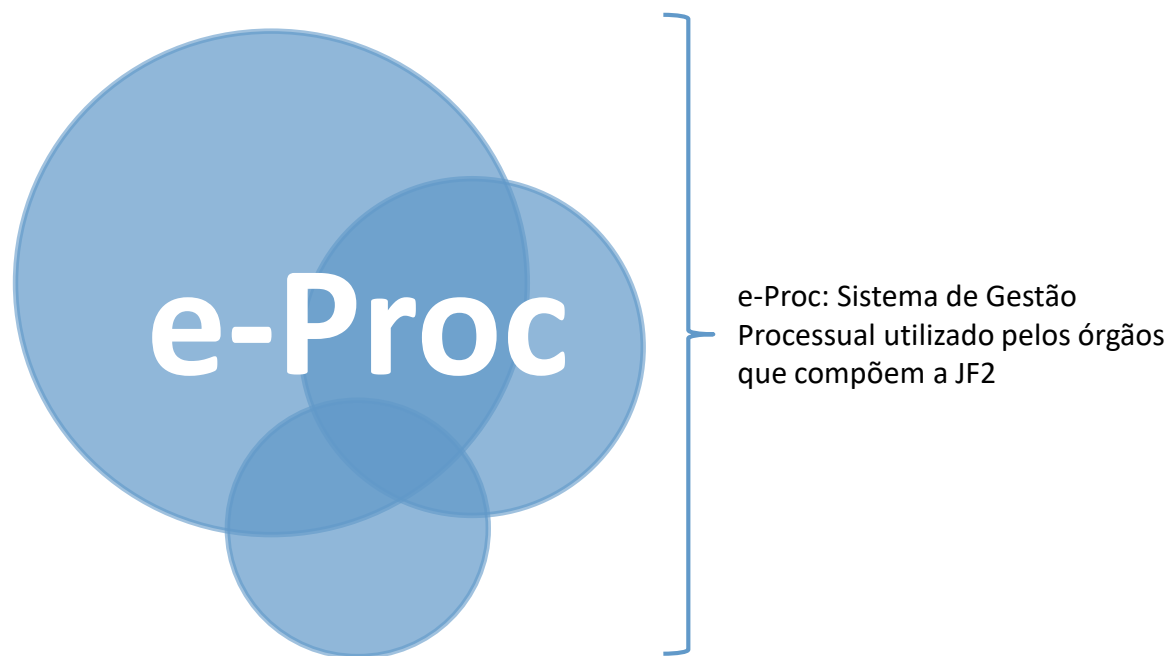 e-Proc
e-Proc: Sistema de Gestão
Processual utilizado pelos órgãos
que compõem a JF2